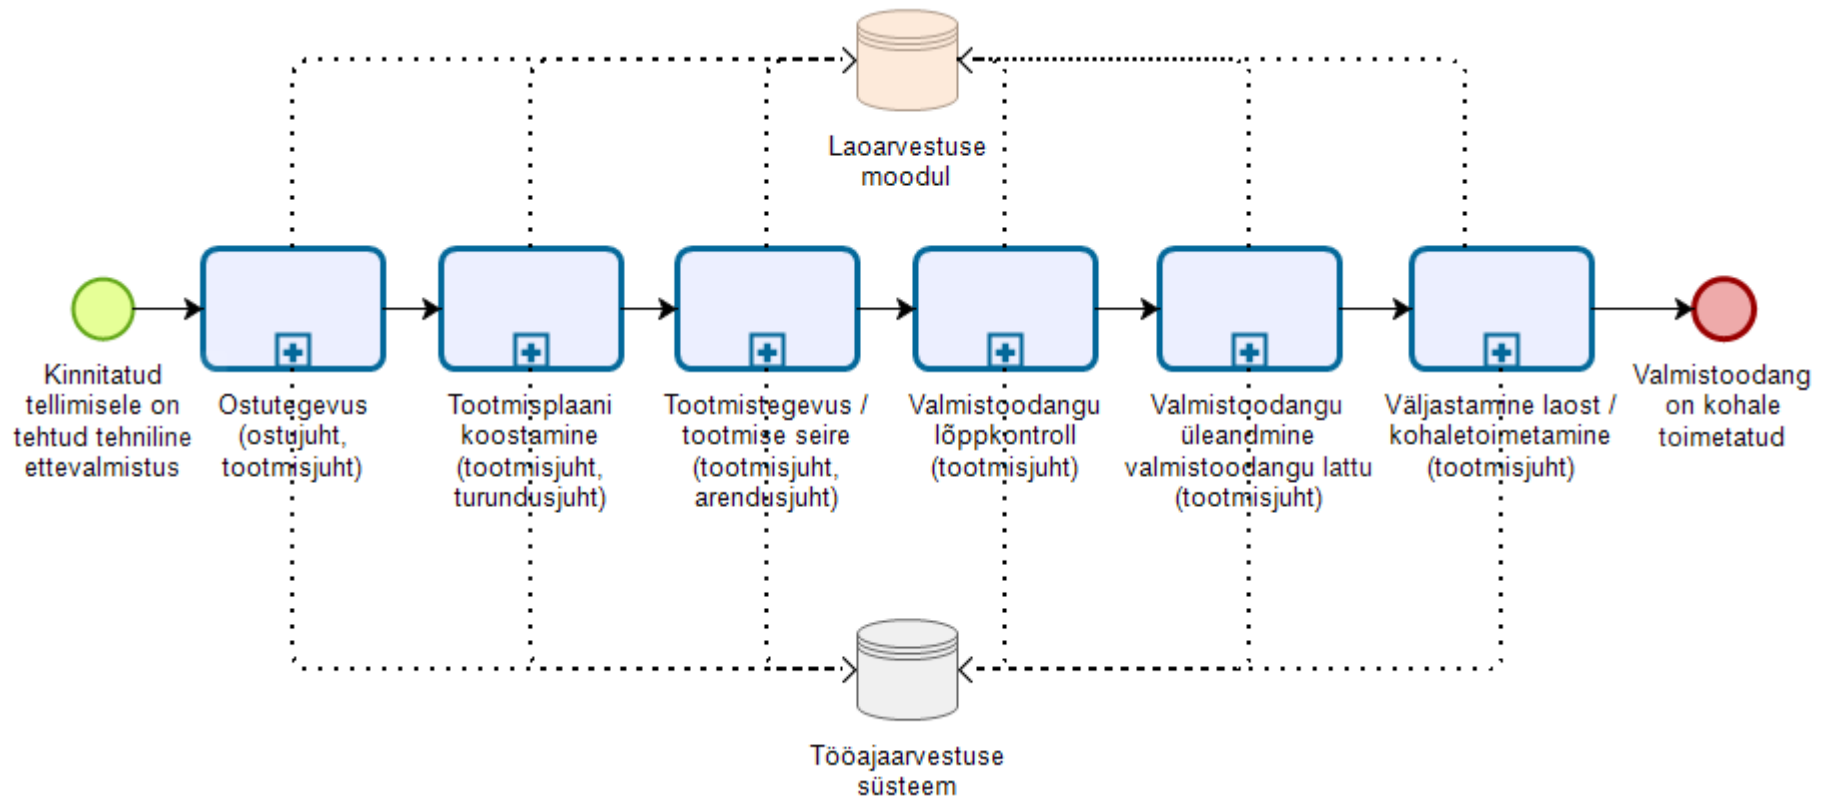 Laoarvestuse
moodul
Kinnitatud
tellimisele on
tehtud tehniline
ettevalmistus
Ostutegevus
(ostujuht,
tootmisjuht)
Tootmisplaani
koostamine
(tootmisjuht,
turundusjuht)
Tootmistegevus /
tootmise seire
(tootmisjuht,
arendusjuht)
Valmistoodangu
lõppkontroll
(tootmisjuht)
Valmistoodangu
üleandmine
valmistoodangu lattu
(tootmisjuht)
Väljastamine laost /
kohaletoimetamine
(tootmisjuht)
Valmistoodang
on kohale
toimetatud
Tööajaarvestuse
süsteem